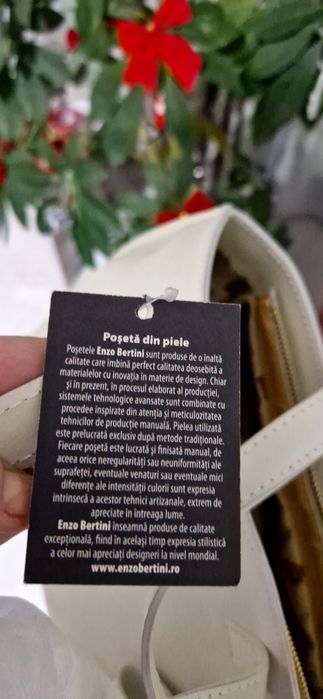 Poșetă din piele
Poșetele Enzo Bertini sunt produse de o înaltă
calitate care îmbină perfect calitatea deosebită a
materialelor cu inovația în materie de design. Chiar
și în prezent, în procesul elaborat al producției,
sistemele tehnologice avansate sunt combinate cu
procedee inspirate din atenția și meticulozitatea
tehnicilor de producție manuală. Pielea utilizată
este prelucrată exclusiv după metode tradiționale.
Fiecare poșetă este lucrată și finisată manual, de
aceea orice neregularități sau neuniformități ale
suprafeței, eventuale venaturi sau eventuale mici
diferențe ale intensității culorii sunt expresia
intrinsecă a acestor tehnici artizanale, extrem de
apreciate în întreaga lume.
Enzo Bertini înseamnă produse de calitate
excepțională, fiind în același timp expresia stilistică
a celor mai apreciați designeri la nivel mondial.
www.enzobertini.ro